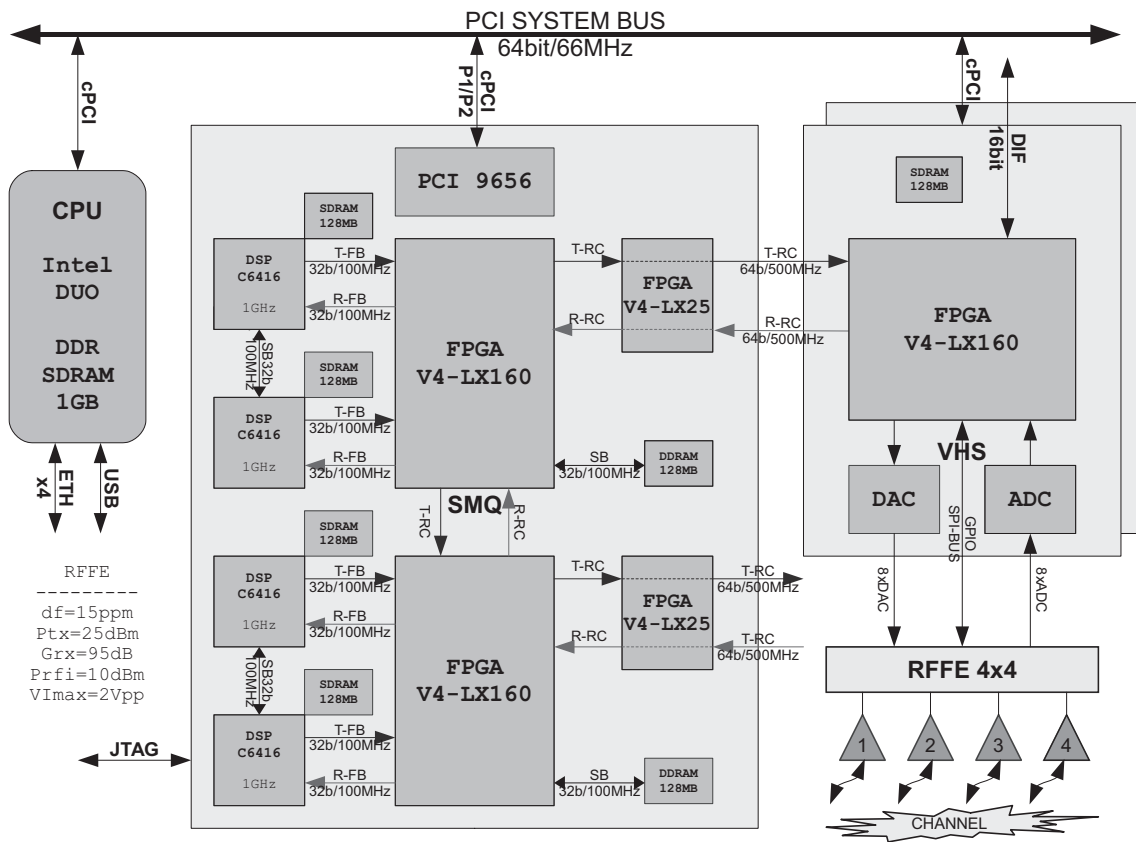 PCI SYSTEM BUS
64bit/66MHz
cPCI
cPCI
P1/P2
cPCI
DIF
16bit
CPU
Intel
DUO
DDR
SDRAM
1GB
ETH
x4
USB
RFFE
---------
df=15ppm
Ptx=25dBm
Grx=95dB
Prfi=10dBm
VImax=2Vpp
JTAG
PCI 9656
SDRAM
128MB
DSP
C6416
1GHz
T-FB
32b/100MHz
R-FB
32b/100MHz
SB32b
100MHz
SDRAM
128MB
DSP
C6416
1GHz
T-FB
32b/100MHz
R-FB
32b/100MHz
FPGA
V4-LX160
T-RC
R-RC
FPGA
V4-LX25
T-RC
64b/500MHz
R-RC
64b/500MHz
SB
32b/100MHz
DDRAM
128MB
SMQ
T-RC
R-RC
SDRAM
128MB
DSP
C6416
1GHz
T-FB
32b/100MHz
R-FB
32b/100MHz
SB32b
100MHz
SDRAM
128MB
DSP
C6416
1GHz
T-FB
32b/100MHz
R-FB
32b/100MHz
FPGA
V4-LX160
T-RC
R-RC
FPGA
V4-LX25
T-RC
64b/500MHz
T-RC
64b/500MHz
SB
32b/100MHz
DDRAM
128MB
SDRAM
128MB
FPGA
V4-LX160
VHS
DAC
ADC
GPIO
SPI-BUS
8xDAC
8xADC
RFFE 4x4
1
2
3
4
CHANNEL